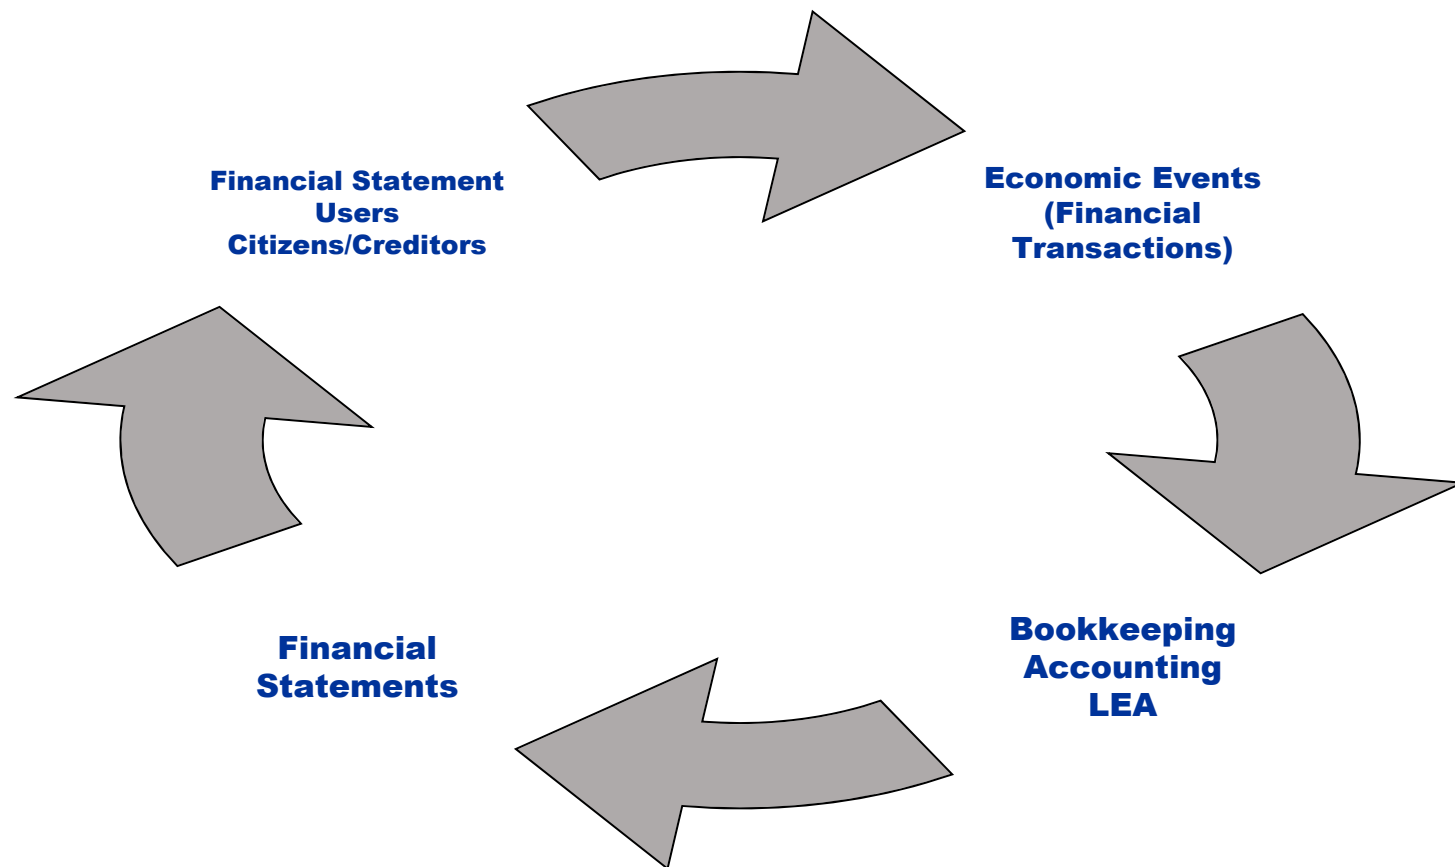 Financial Statement
Users
Citizens/Creditors
Economic Events
(Financial
Transactions)
Financial
Statements
Bookkeeping
Accounting
LEA